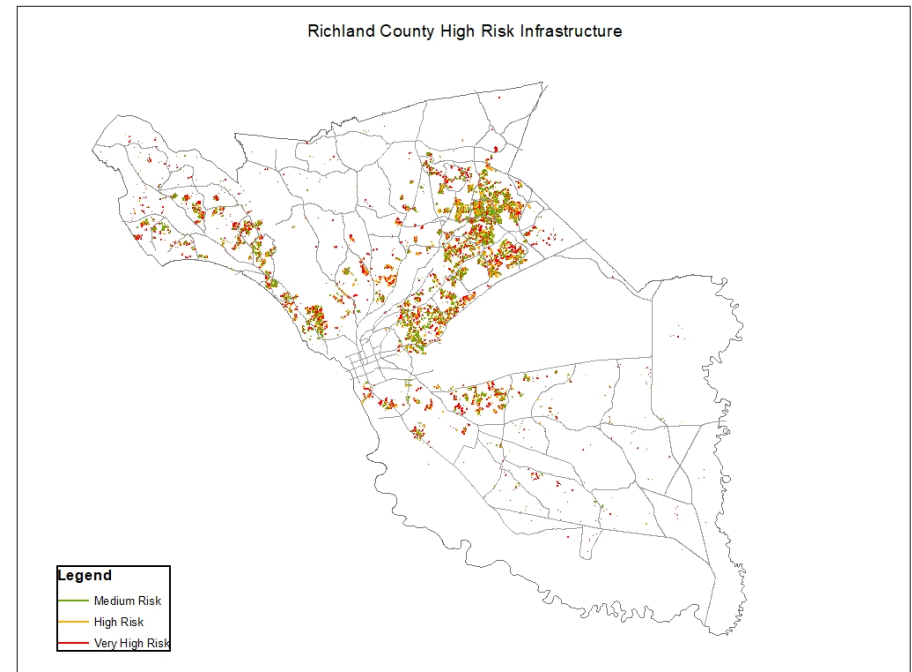 Richland County High Risk Infrastructure
Legend
Medium Risk
High Risk
Very High Risk